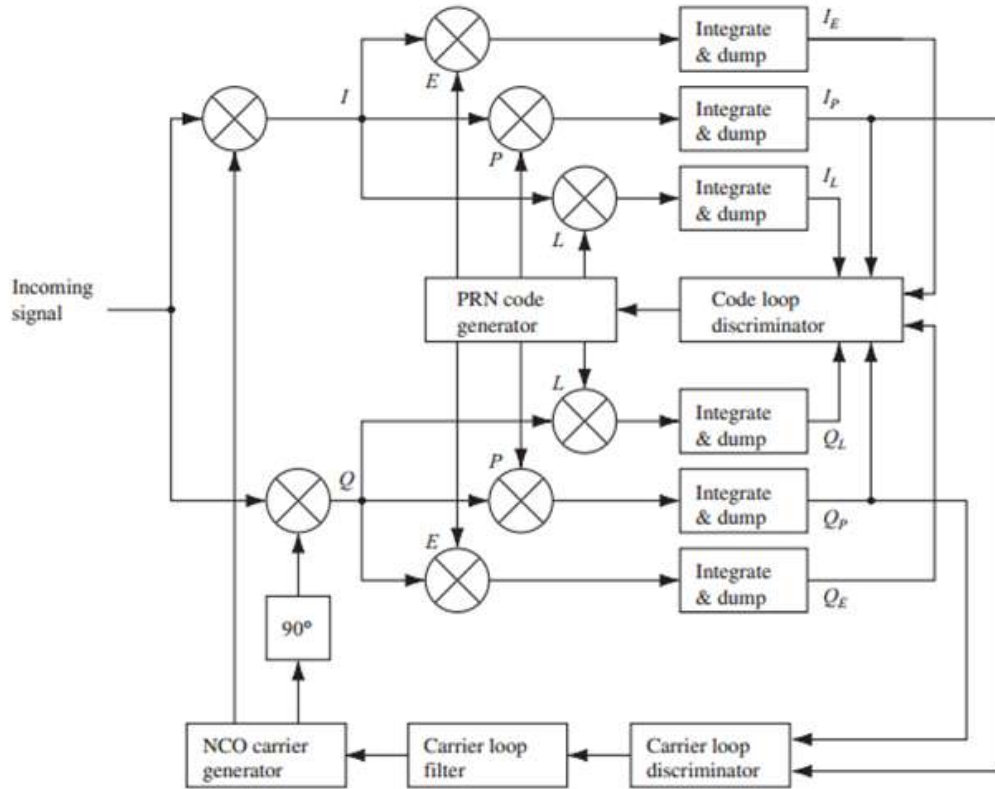 Integrate
& dump
I_E
E
I
Integrate
& dump
I_P
P
Integrate
& dump
I_L
L
Incoming
signal
PRN code
generator
Code loop
discriminator
L
Integrate
& dump
Q_L
Q
P
Integrate
& dump
Q_P
E
Integrate
& dump
Q_E
90°
NCO carrier
generator
Carrier loop
filter
Carrier loop
discriminator